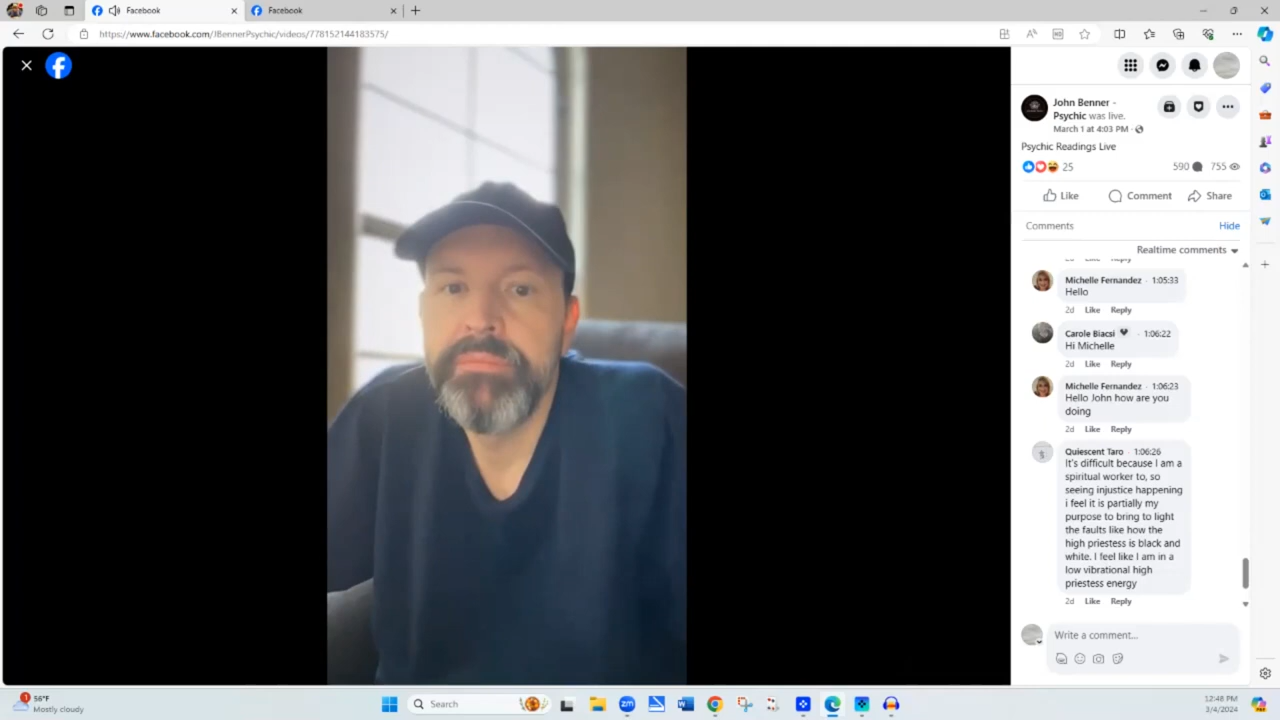 Facebook
Facebook
https://www.facebook.com/JBennerPsychic/videos/778152144183575/
John Benner -
Psychic was live.
March 1 at 4:03 PM ·
Psychic Readings Live
25
590
755
Like
Comment
Share
Comments
Hide
Realtime comments
Michelle Fernandez · 1:05:33
Hello
2d Like Reply
Carole Biacsi · 1:06:22
Hi Michelle
2d Like Reply
Michelle Fernandez · 1:06:23
Hello John how are you
doing
2d Like Reply
Quiescent Taro · 1:06:26
It's difficult because I am a
spiritual worker to, so
seeing injustice happening
i feel it is partially my
purpose to bring to light
the faults like how the
high priestess is black and
white. I feel like I am in a
low vibrational high
priestess energy
2d Like Reply
Write a comment...
1
56°F
Mostly cloudy
Search
zm
12:46 PM
3/4/2024